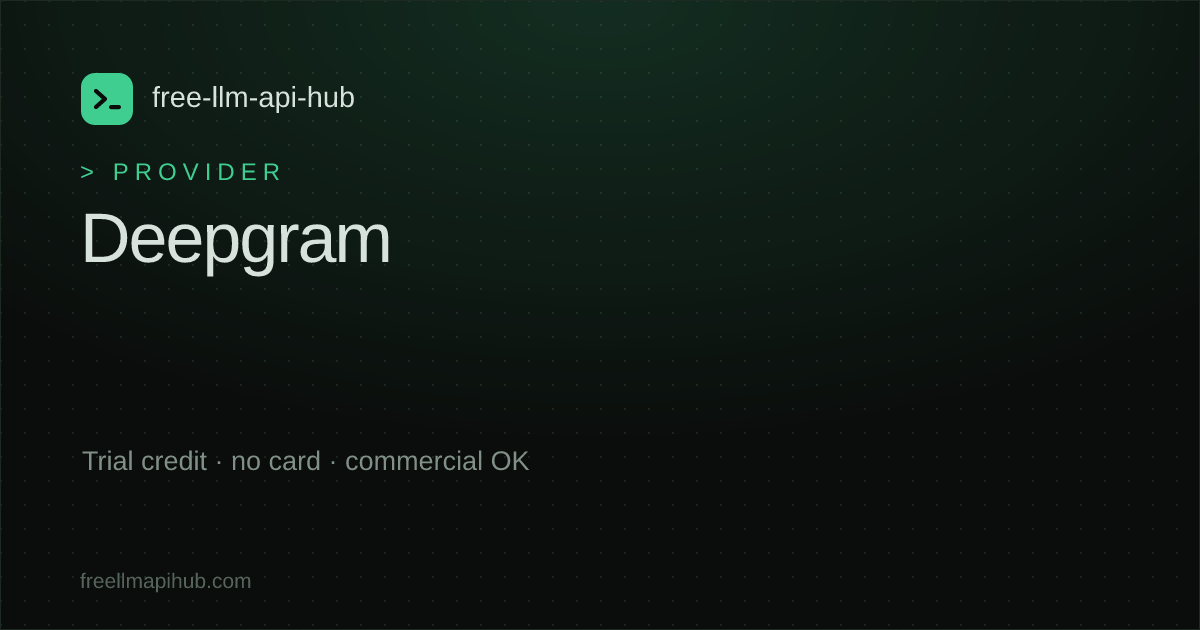 free-llm-api-hub
> PROVIDER
Deepgram
Trial credit · no card · commercial OK
freellmapihub.com